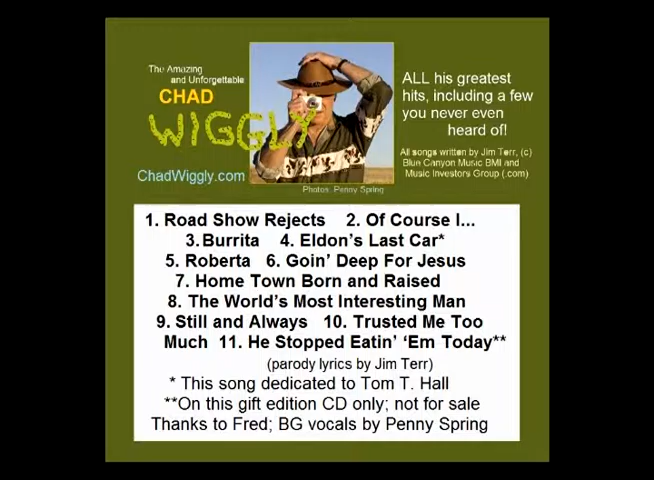 The Amazing
and Unforgettable
CHAD
WIGGLY
ChadWiggly.com
ALL his greatest
hits, including a few
you never even
heard of!
All songs written by Jim Terr, (c)
Blue Canyon Music BMI and
Music Investors Group (.com)
Photos: Penny Spring
1. Road Show Rejects 2. Of Course I...
3. Burrita 4. Eldon's Last Car*
5. Roberta 6. Goin' Deep For Jesus
7. Home Town Born and Raised
8. The World's Most Interesting Man
9. Still and Always 10. Trusted Me Too
Much 11. He Stopped Eatin' 'Em Today**
(parody lyrics by Jim Terr)
* This song dedicated to Tom T. Hall
**On this gift edition CD only; not for sale
Thanks to Fred; BG vocals by Penny Spring